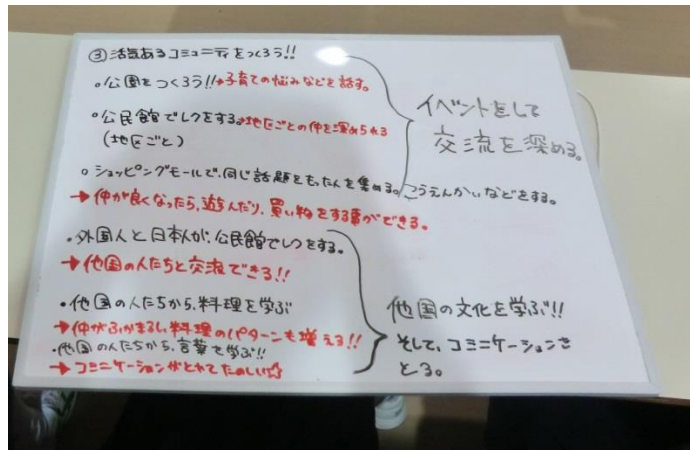 ③ 活気あるコミュニティをつくろう!!
・公園をつくろう!!→子育ての悩みなどを話す。
・公民館でレクをする→地区ごとの仲を深められる
(地区ごと)
○ショッピングモールで、同じ話題をもった人を集める。こうえんかいなどをする。
→仲が良くなったら、遊んだり、買い物をする事ができる。
イベントをして
交流を深める。
・外国人と日本人が、公民館でレクをする。
→他国の人たちと交流できる!!
・他国の人たちから、料理を学ぶ
→仲がふかまるし、料理のパターンも増える!!
・他国の人たちから、言葉を学ぶ!!
→コミニケーションがとれてたのしい☆
他国の文化を学ぶ!!
そして、コミニケーションを
とる。